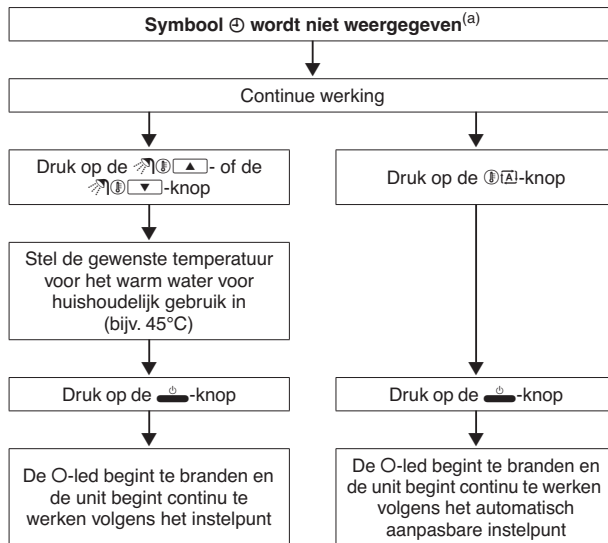 Symbool ⏲ wordt niet weergegeven(a)
Continue werking
Druk op de ▲- of de
▼-knop
Stel de gewenste temperatuur
voor het warm water voor
huishoudelijk gebruik in
(bijv. 45°C)
Druk op de -knop
De O-led begint te branden en
de unit begint continu te
werken volgens het instelpunt
Druk op de A-knop
Druk op de -knop
De O-led begint te branden en
de unit begint continu te werken
volgens het automatisch
aanpasbare instelpunt